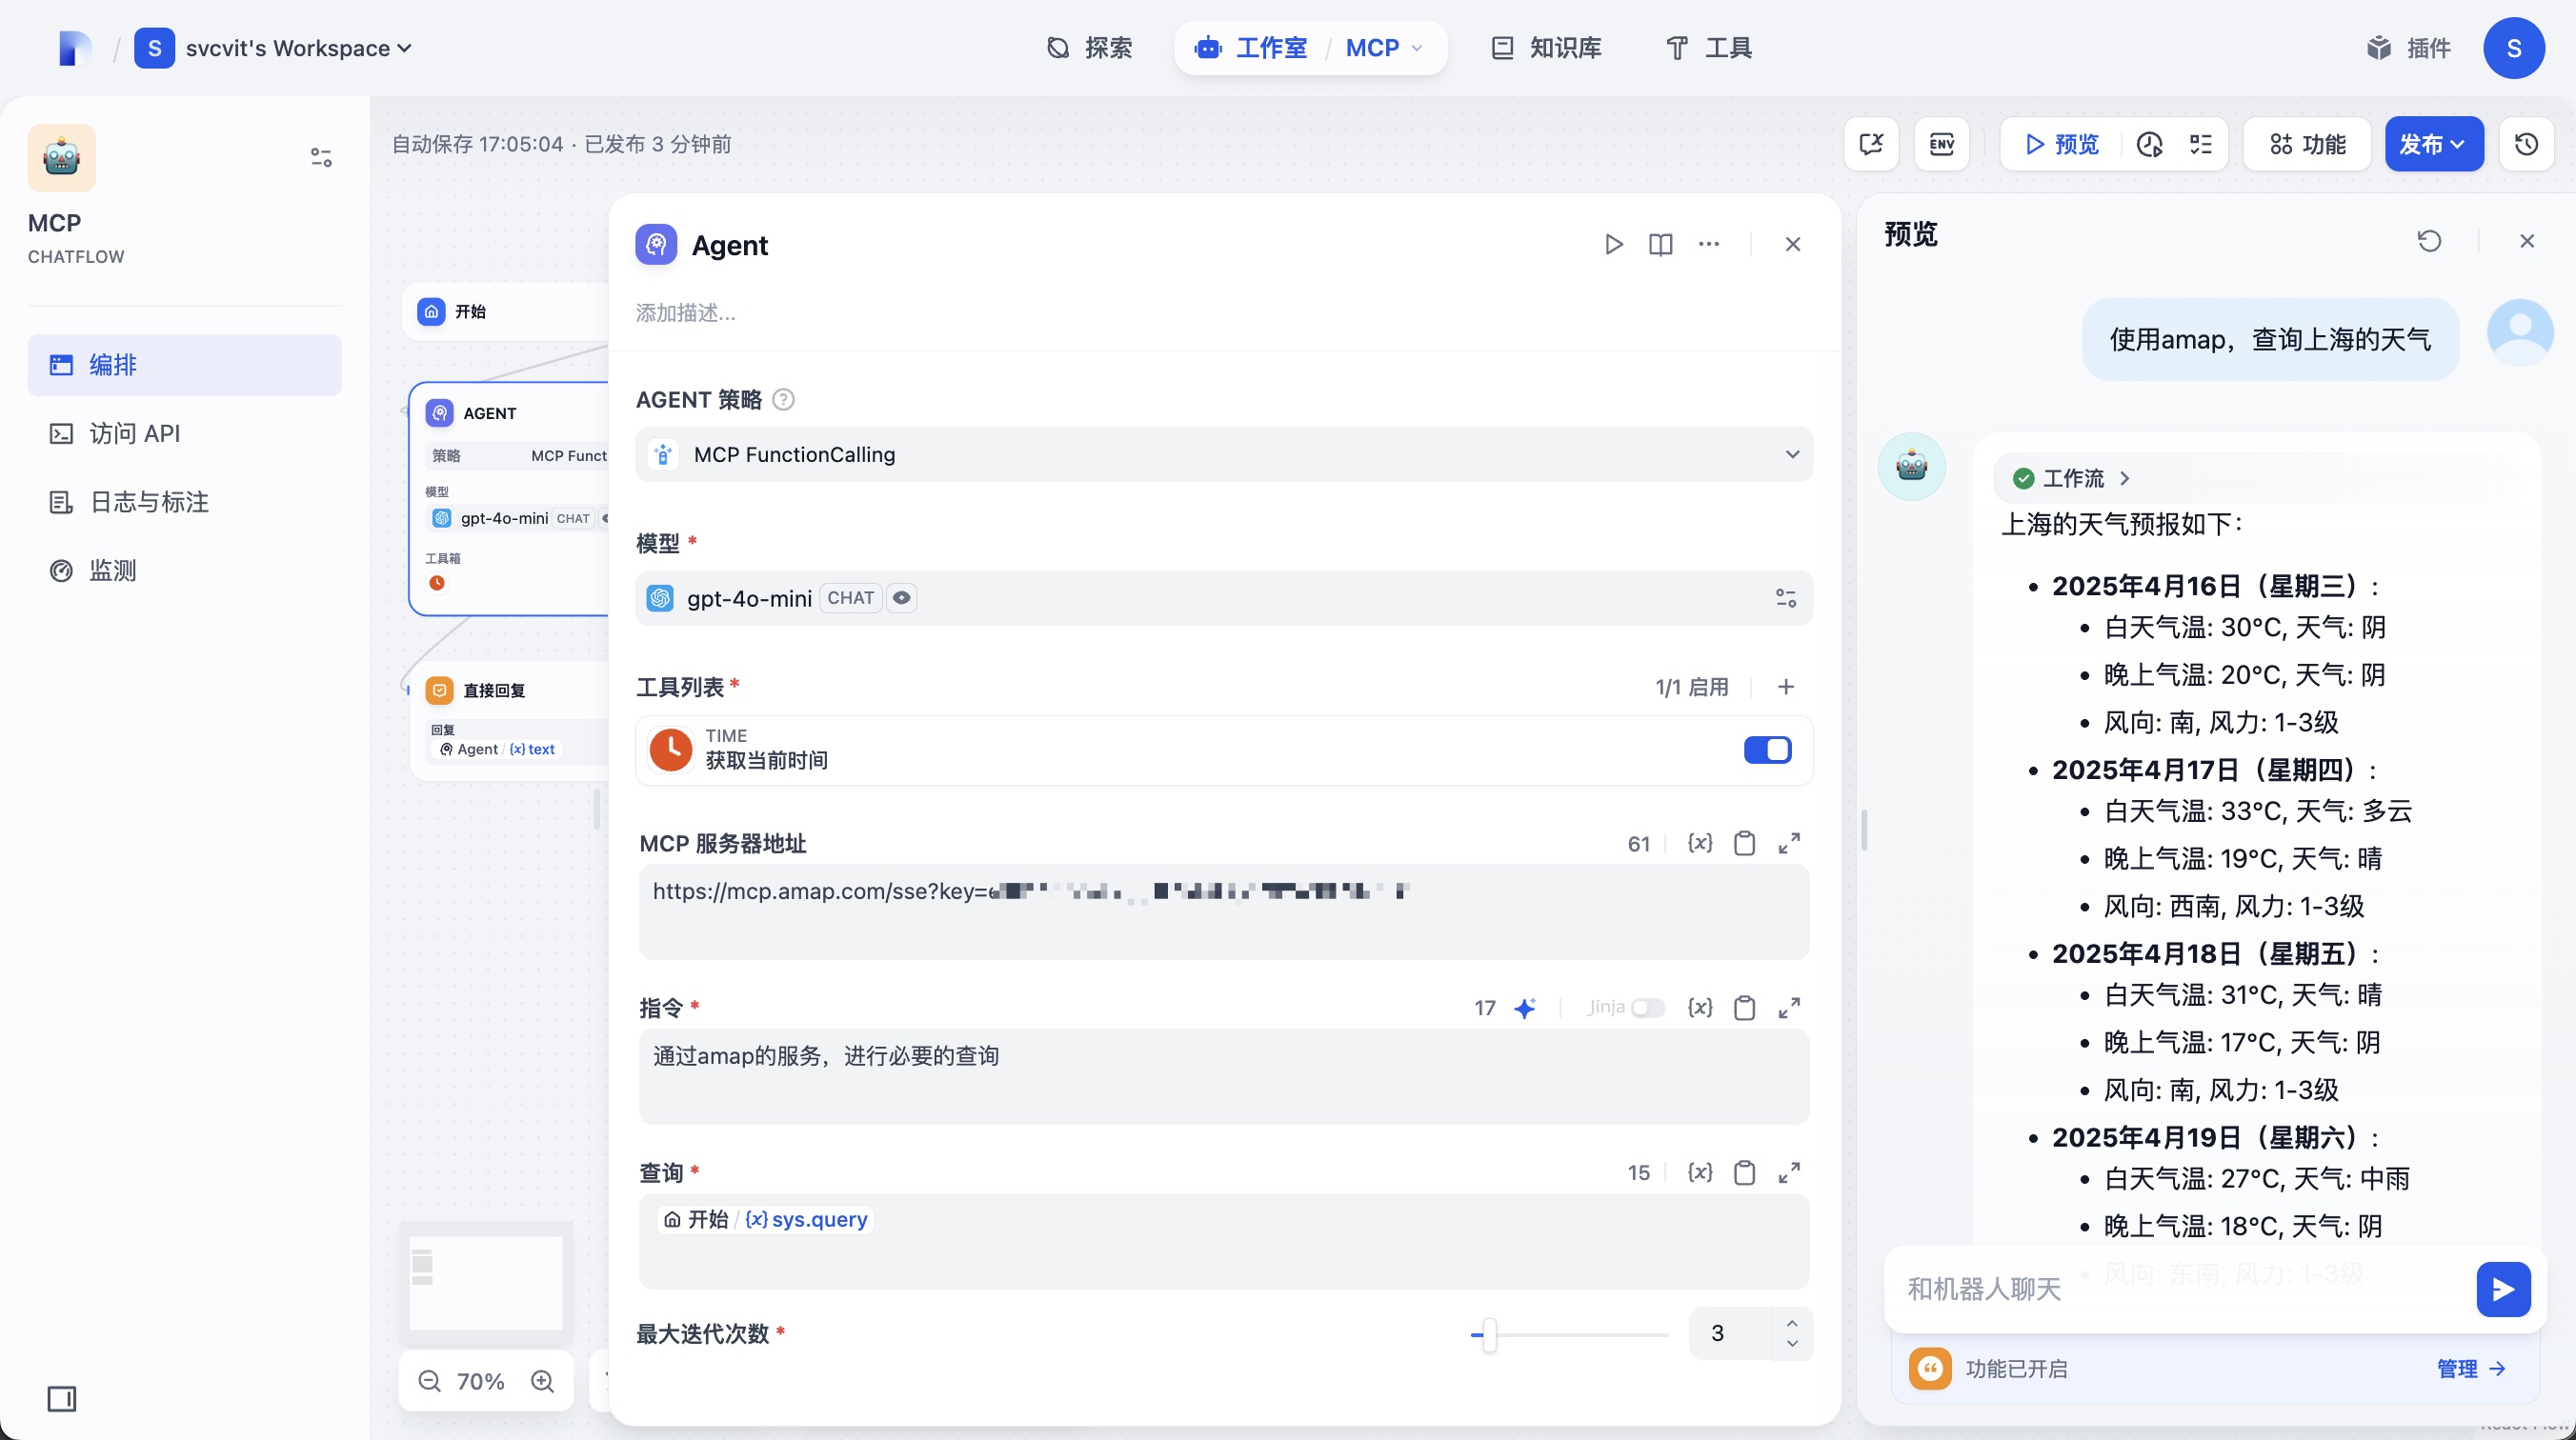 S svcvit's Workspace
探索
工作室 / MCP
知识库
工具
插件
S
MCP
CHATFLOW
编排
访问 API
日志与标注
监测
自动保存 17:05:04 · 已发布 3 分钟前
ENV
预览
功能
发布
开始
AGENT
策略 MCP Funct
模型
gpt-4o-mini CHAT
工具箱
直接回复
回复
Agent / {x} text
70%
Agent
添加描述...
AGENT 策略
MCP FunctionCalling
模型 *
gpt-4o-mini CHAT
工具列表 *
1/1 启用
TIME
获取当前时间
MCP 服务器地址
61 {x}
https://mcp.amap.com/sse?key=
指令 *
17 Jinja {x}
通过amap的服务，进行必要的查询
查询 *
15 {x}
开始 / {x} sys.query
最大迭代次数 *
3
预览
使用amap，查询上海的天气
工作流
上海的天气预报如下：
• 2025年4月16日（星期三）:
• 白天气温: 30°C, 天气: 阴
• 晚上气温: 20°C, 天气: 阴
• 风向: 南, 风力: 1-3级
• 2025年4月17日（星期四）:
• 白天气温: 33°C, 天气: 多云
• 晚上气温: 19°C, 天气: 晴
• 风向: 西南, 风力: 1-3级
• 2025年4月18日（星期五）:
• 白天气温: 31°C, 天气: 晴
• 晚上气温: 17°C, 天气: 阴
• 风向: 南, 风力: 1-3级
• 2025年4月19日（星期六）:
• 白天气温: 27°C, 天气: 中雨
• 晚上气温: 18°C, 天气: 阴
• 风向: 东南, 风力: 1-3级
和机器人聊天
功能已开启
管理 →